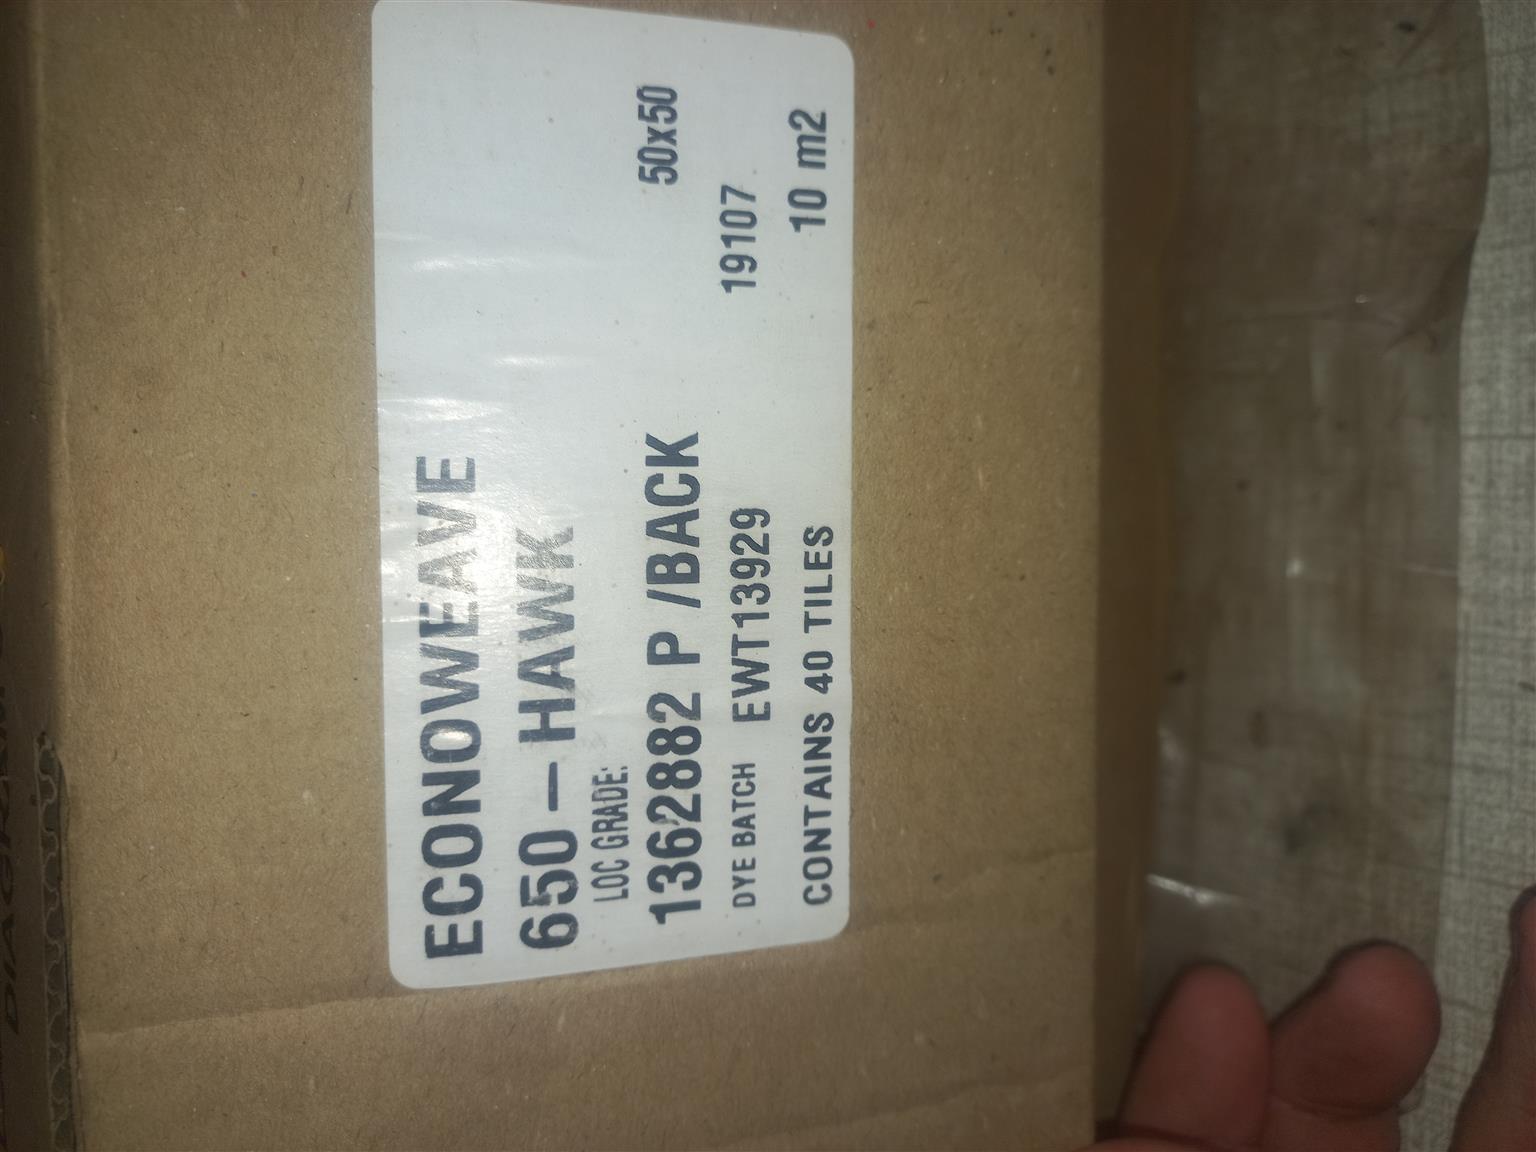 ECONOWEAVE
650 – HAWK
LOC GRADE:
1362882 P /BACK 50x50
DYE BATCH EWT13929 19107
CONTAINS 40 TILES 10 m2